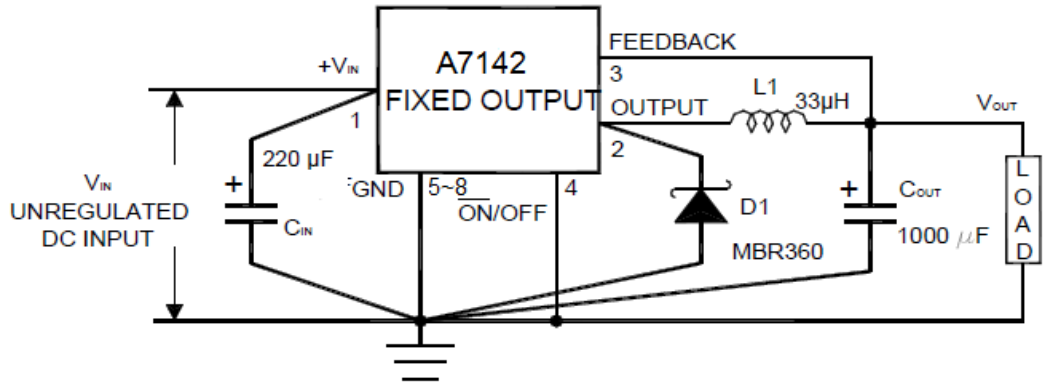 A7142
FIXED OUTPUT
+VIN
1
FEEDBACK
3
OUTPUT
2
L1
33µH
VOUT
220 µF
+
CIN
VIN
UNREGULATED
DC INPUT
GND
5~8
ON/OFF
4
D1
MBR360
+
COUT
1000 µF
LOAD